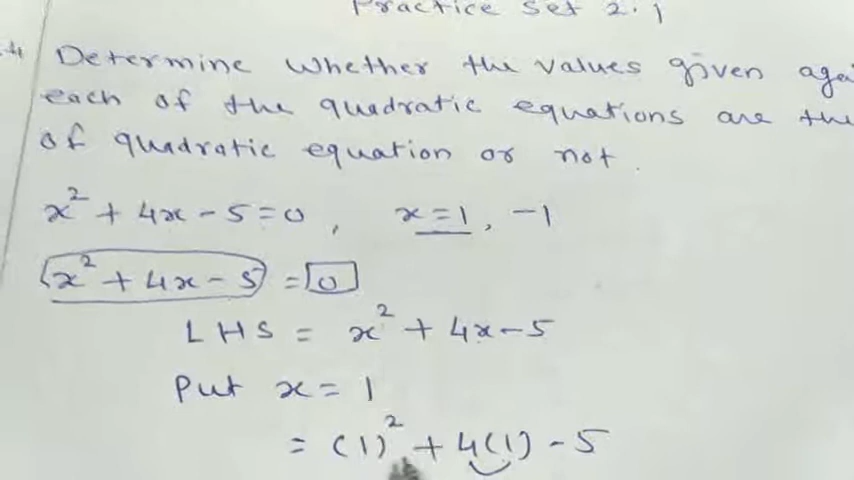 Practice Set 2.1
Determine whether the values given
each of the quadratic equations are the
of quadratic equation or not.
x² + 4x - 5 = 0, x = 1, -1
x² + 4x - 5 = 0
LHS = x² + 4x - 5
Put x = 1
= (1)² + 4(1) - 5